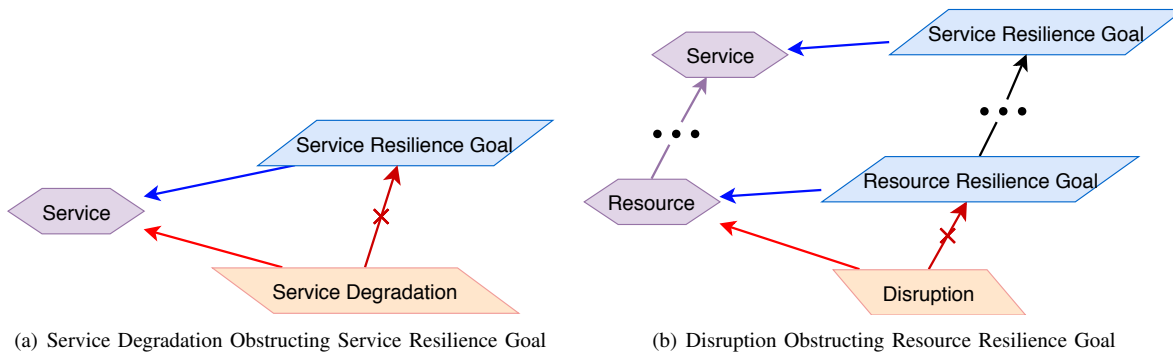 Service Resilience Goal
Service
Service Degradation
(a) Service Degradation Obstructing Service Resilience Goal
Service Resilience Goal
Service
Resource Resilience Goal
Resource
Disruption
(b) Disruption Obstructing Resource Resilience Goal